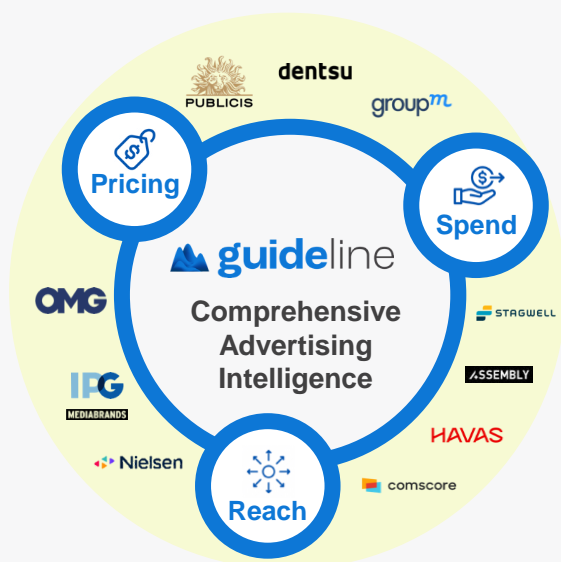 dentsu
PUBLICIS
groupm
Pricing
Spend
guideline
Comprehensive
Advertising
Intelligence
OMG
STAGWELL
IPG
MEDIABRANDS
ASSEMBLY
HAVAS
Nielsen
comscore
Reach